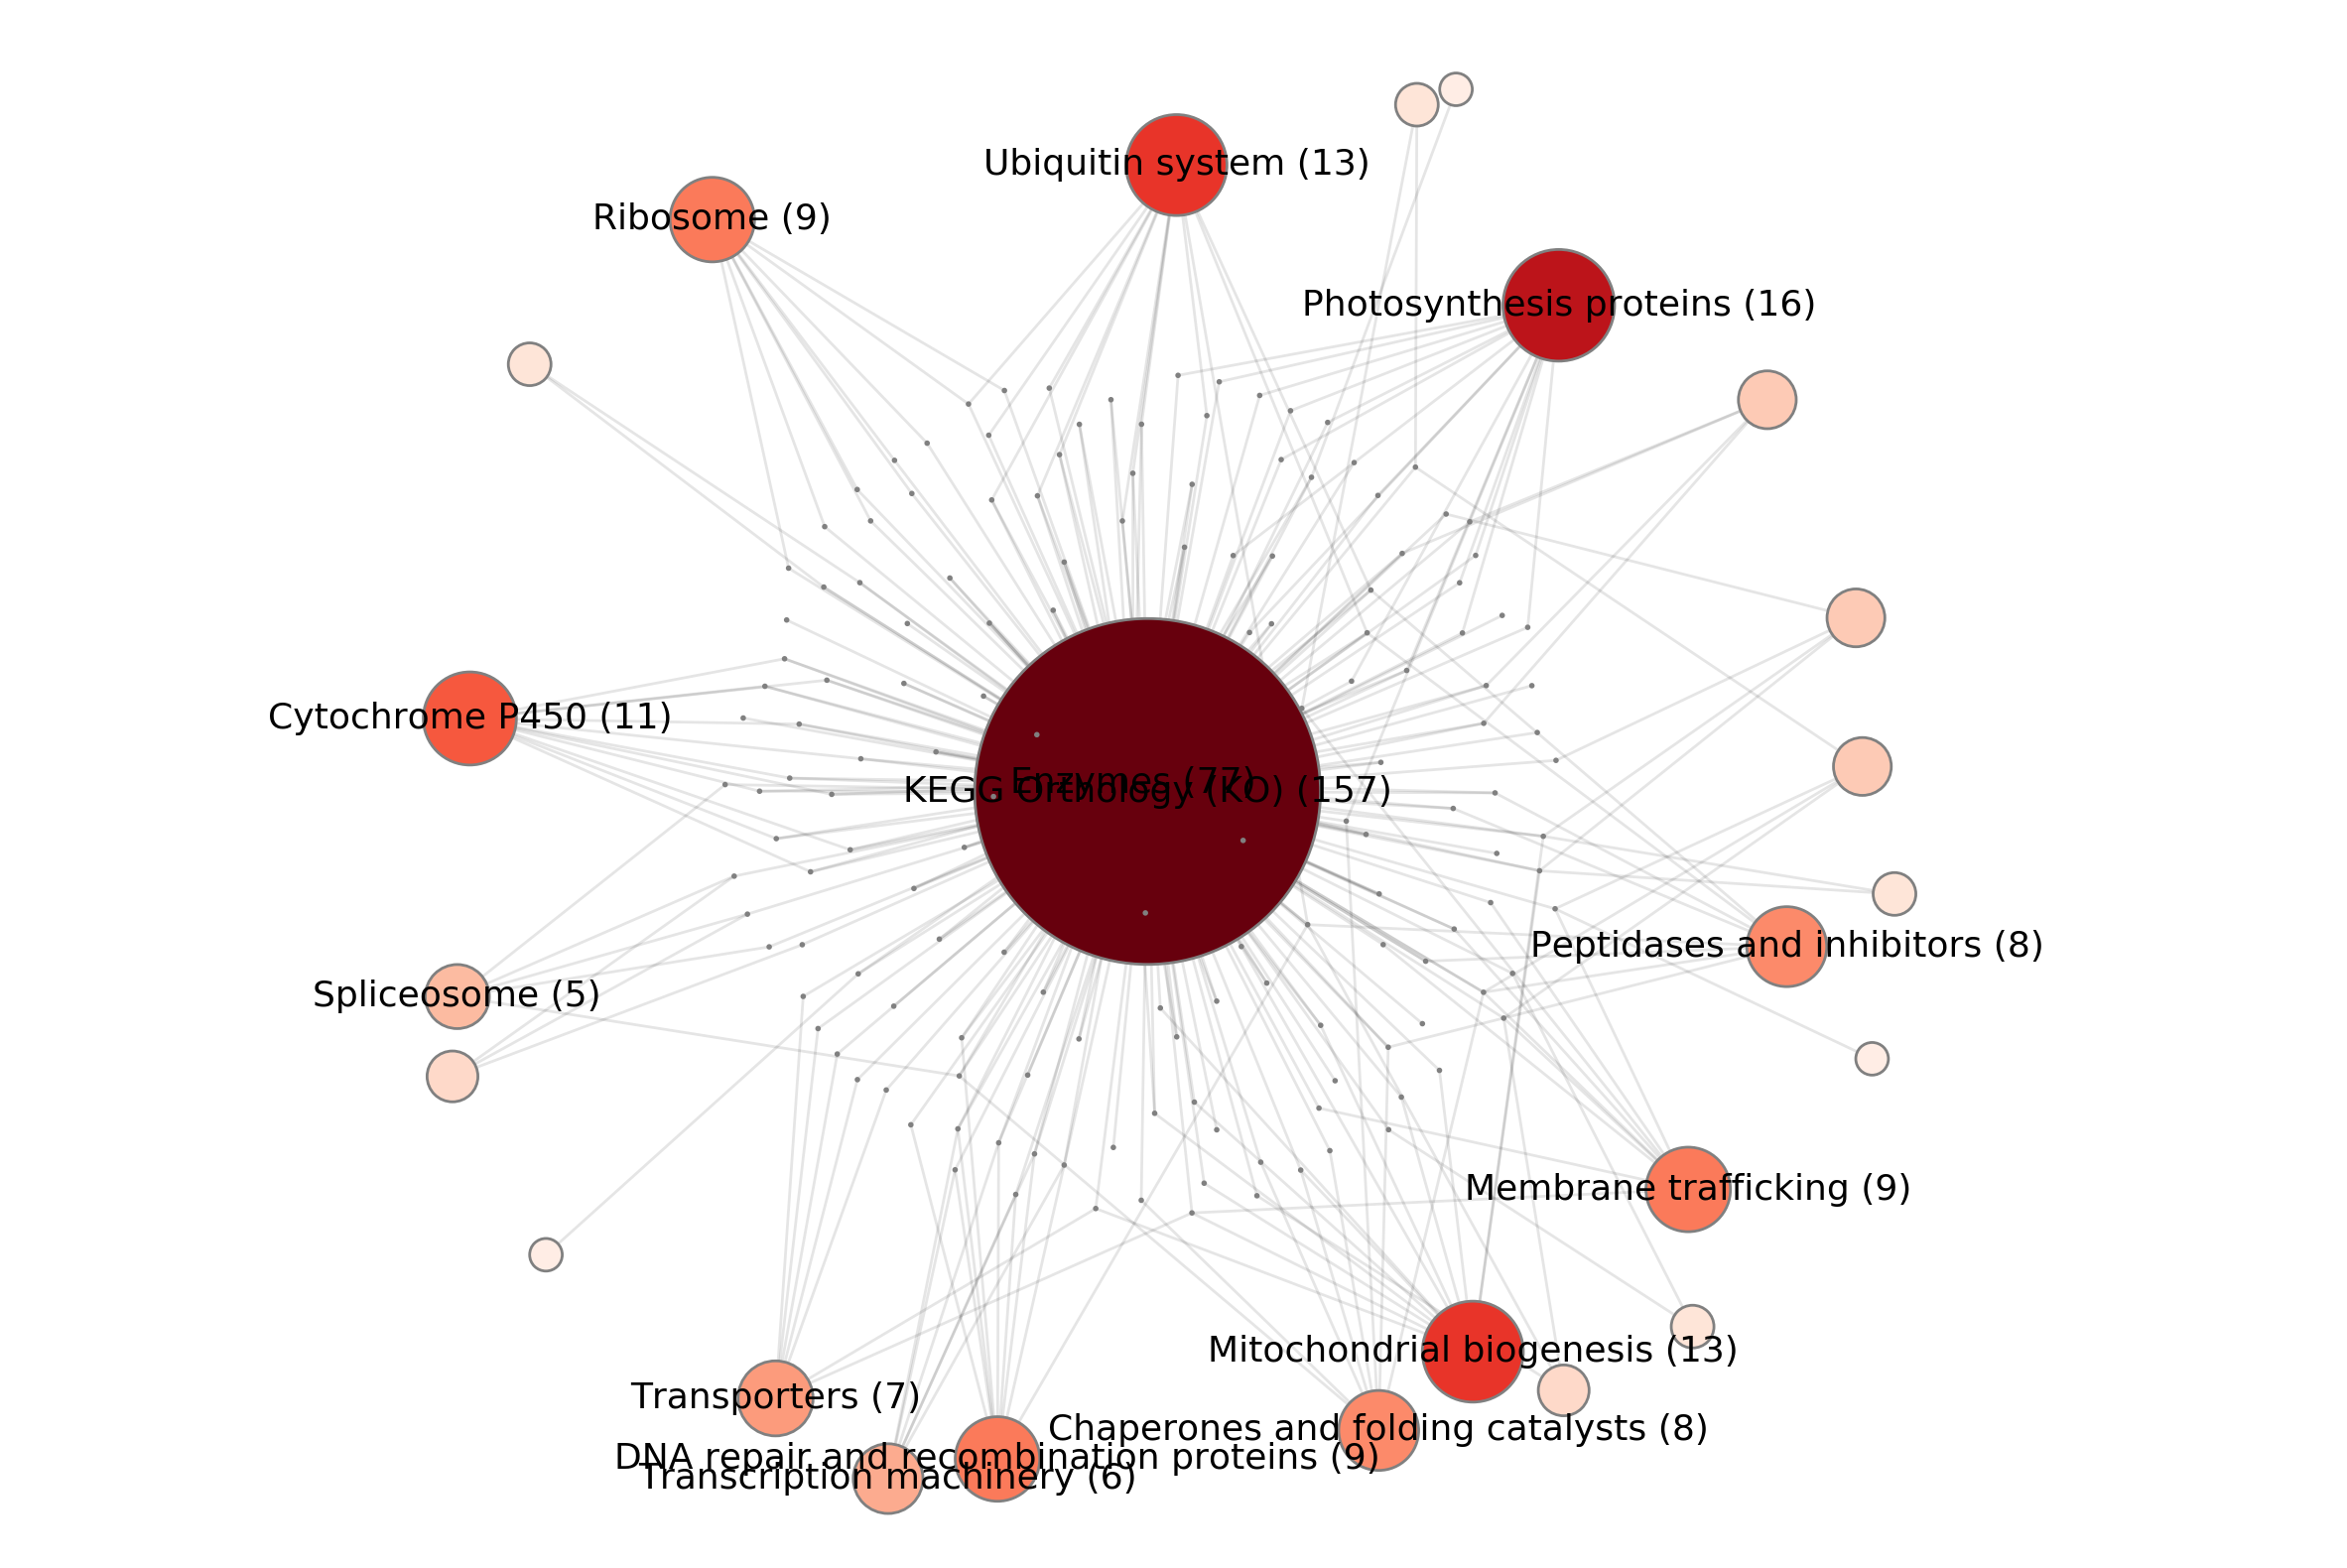 Ubiquitin system (13)
Ribosome (9)
Photosynthesis proteins (16)
Cytochrome P450 (11)
Enzymes (77)
KEGG Orthology (KO) (157)
Peptidases and inhibitors (8)
Spliceosome (5)
Membrane trafficking (9)
Mitochondrial biogenesis (13)
Transporters (7)
Chaperones and folding catalysts (8)
DNA repair and recombination proteins (9)
Transcription machinery (6)